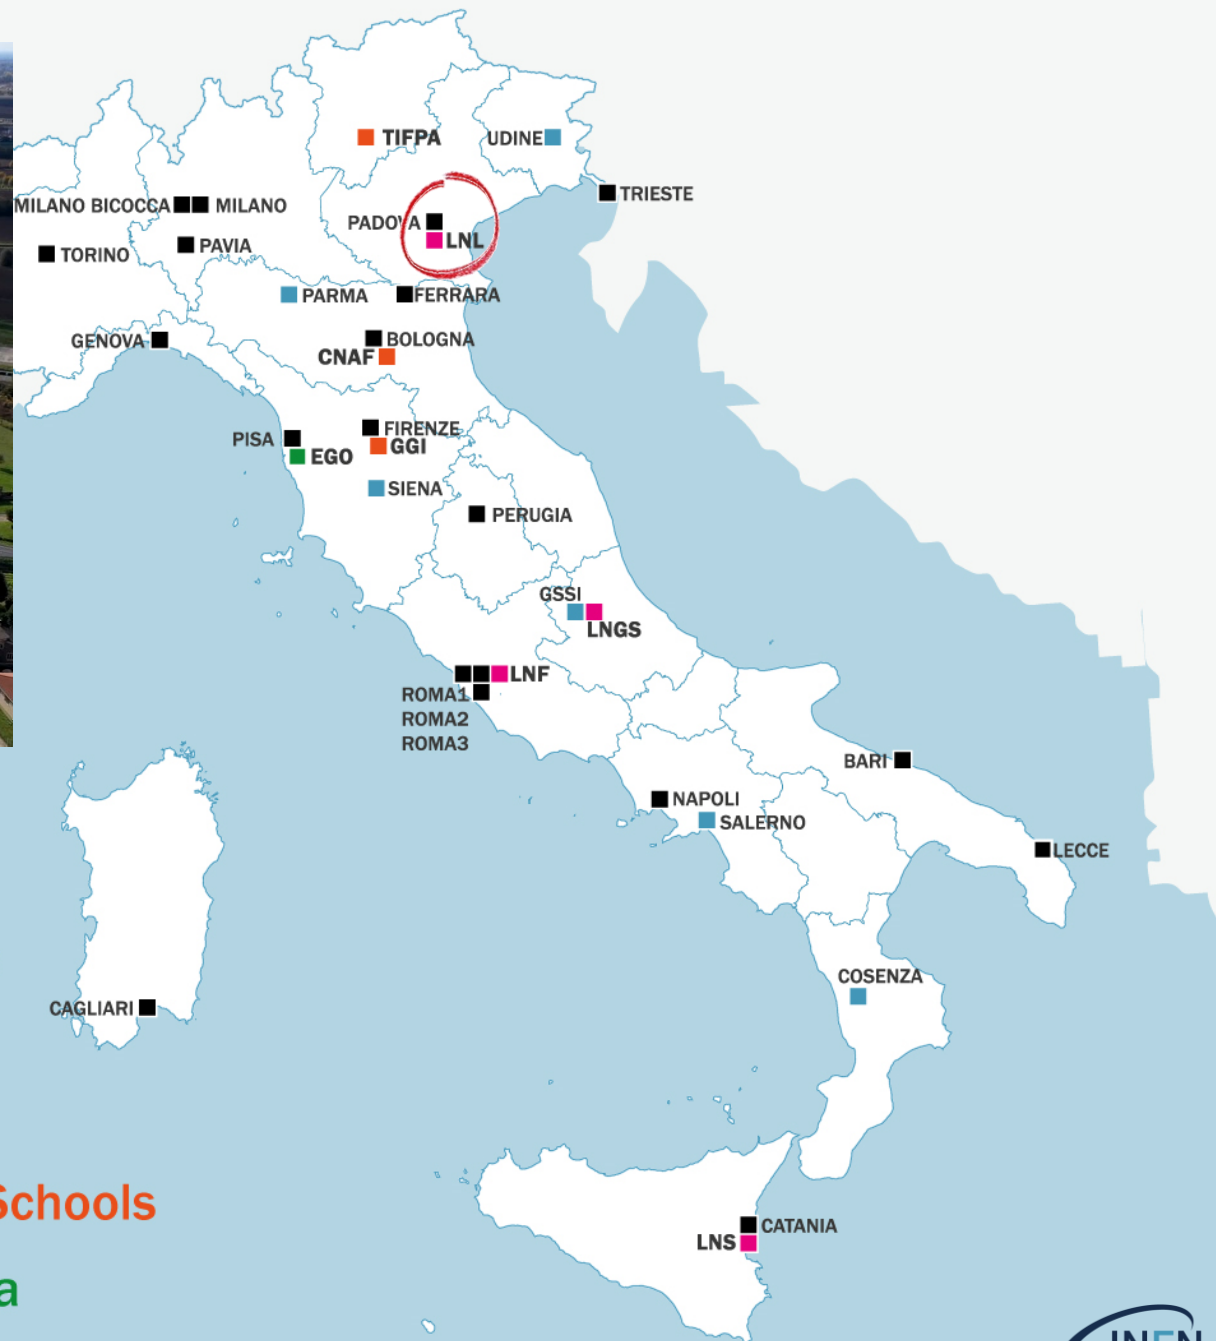 TIFPA
UDINE
TRIESTE
MILANO BICOCCA
MILANO
PADOVA
LNL
TORINO
PAVIA
PARMA
FERRARA
GENOVA
BOLOGNA
CNAF
PISA
FIRENZE
EGO
GGI
SIENA
PERUGIA
GSSI
LNGS
LNF
ROMA1
ROMA2
ROMA3
BARI
NAPOLI
SALERNO
LECCE
COSENZA
CAGLIARI
Schools
CATANIA
LNS
a
INFN